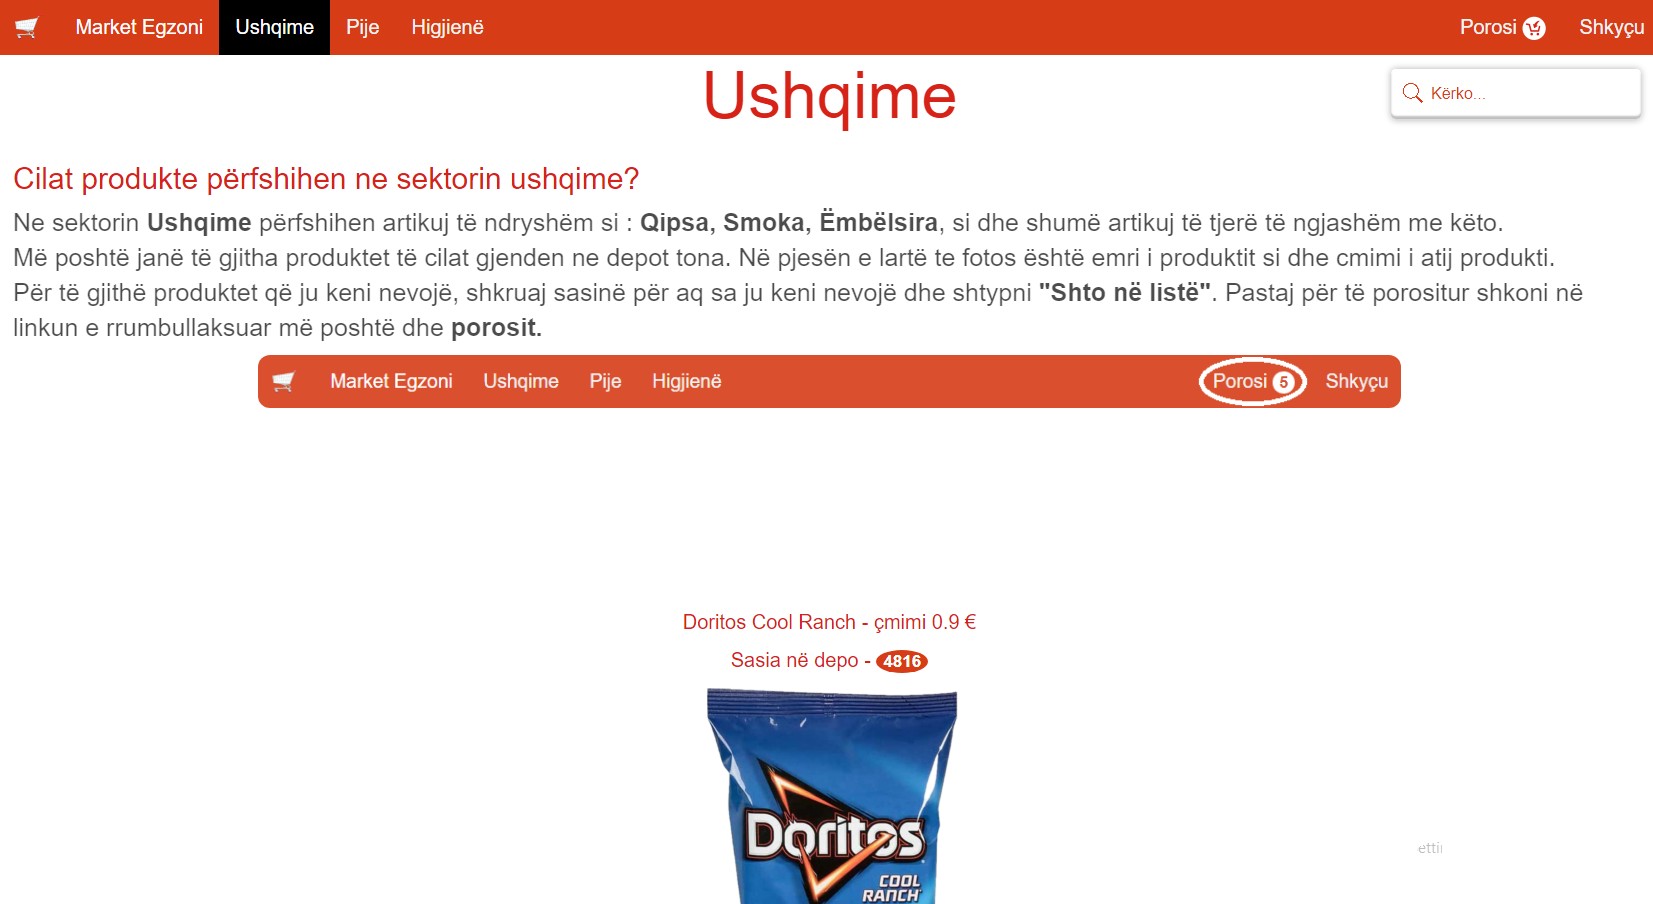 Market Egzoni Ushqime Pije Higjienë Porosi Shkyçu
Ushqime
Kërko...
Cilat produkte përfshihen ne sektorin ushqime?
Ne sektorin Ushqime përfshihen artikuj të ndryshëm si : Qipsa, Smoka, Ëmbëlsira, si dhe shumë artikuj të tjerë të ngjashëm me këto.
Më poshtë janë të gjitha produktet të cilat gjenden ne depot tona. Në pjesën e lartë te fotos është emri i produktit si dhe cmimi i atij produkti.
Për të gjithë produktet që ju keni nevojë, shkruaj sasinë për aq sa ju keni nevojë dhe shtypni "Shto në listë". Pastaj për të porositur shkoni në
linkun e rrumbullaksuar më poshtë dhe porosit.
Market Egzoni Ushqime Pije Higjienë Porosi 5 Shkyçu
Doritos Cool Ranch - çmimi 0.9 €
Sasia në depo - 4816
Doritos
COOL
RANCH